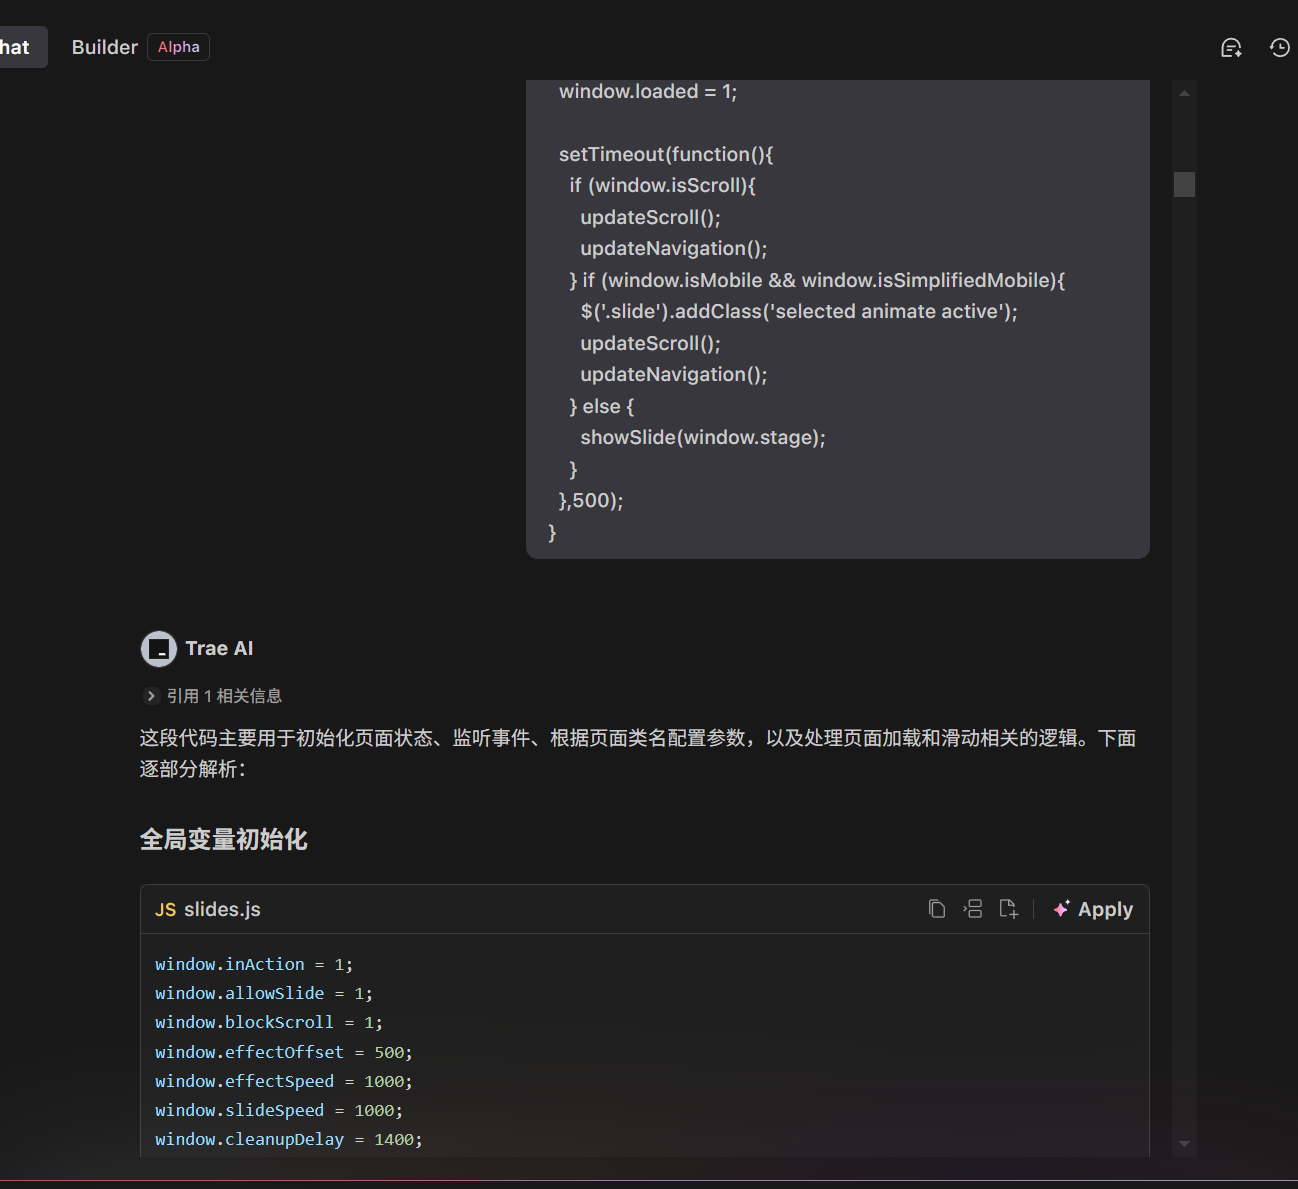 hat Builder Alpha
window.loaded = 1;
setTimeout(function(){
if (window.isScroll){
updateScroll();
updateNavigation();
} if (window.isMobile && window.isSimplifiedMobile){
$('.slide').addClass('selected animate active');
updateScroll();
updateNavigation();
} else {
showSlide(window.stage);
}
},500);
}
Trae AI
引用 1 相关信息
这段代码主要用于初始化页面状态、监听事件、根据页面类名配置参数，以及处理页面加载和滑动相关的逻辑。下面
逐部分解析：
全局变量初始化
JS slides.js Apply
window.inAction = 1;
window.allowSlide = 1;
window.blockScroll = 1;
window.effectOffset = 500;
window.effectSpeed = 1000;
window.slideSpeed = 1000;
window.cleanupDelay = 1400;